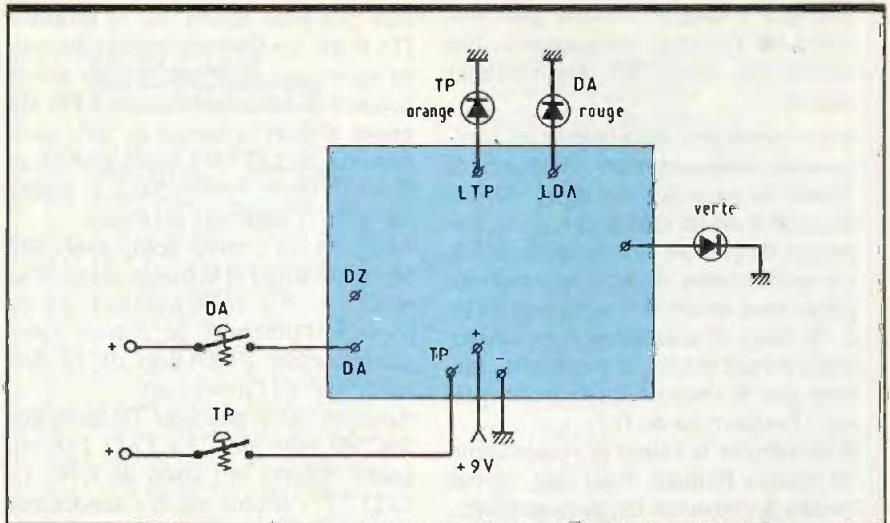 TP
orange
DA
rouge
LTP
LDA
verte
DZ
DA
+
DA
TP
+
-
TP
+
+9V